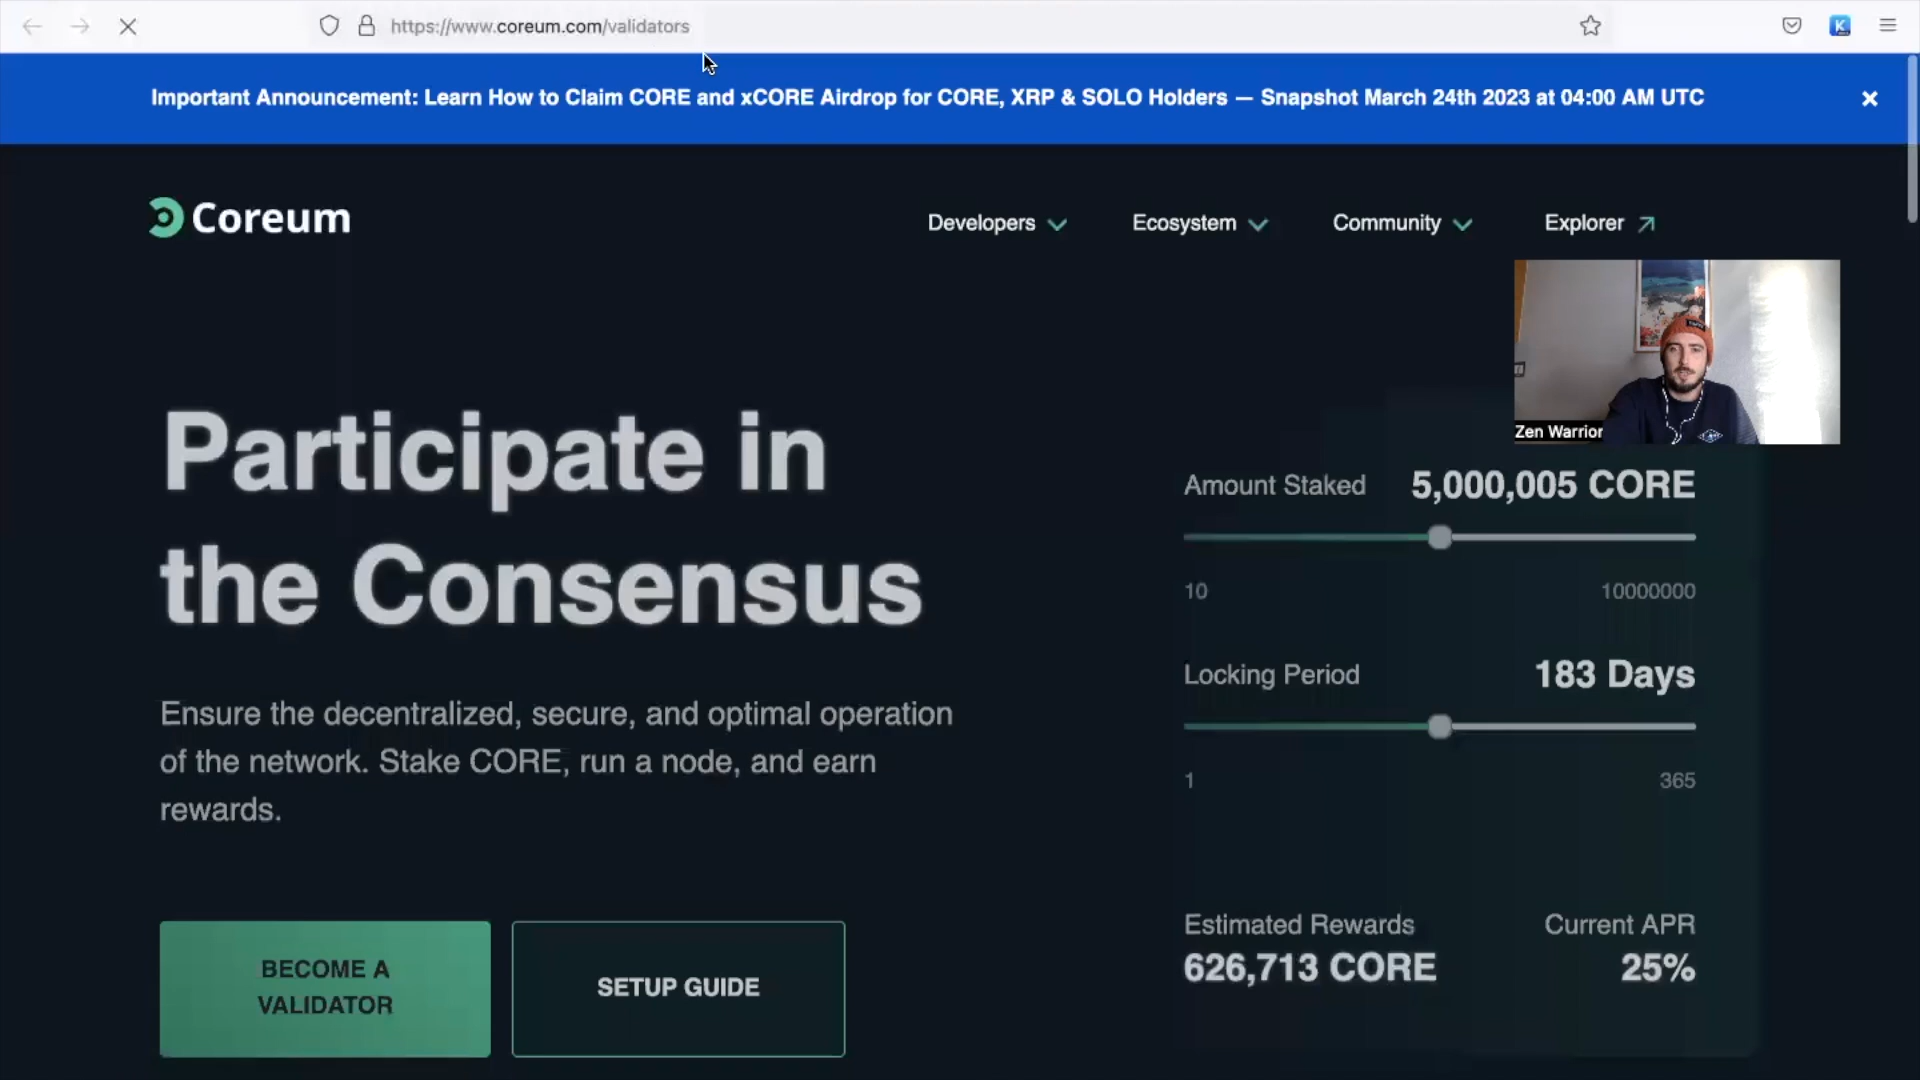 https://www.coreum.com/validators
Important Announcement: Learn How to Claim CORE and xCORE Airdrop for CORE, XRP & SOLO Holders — Snapshot March 24th 2023 at 04:00 AM UTC
Coreum
Developers
Ecosystem
Community
Explorer
Zen Warrior
Participate in
the Consensus
Ensure the decentralized, secure, and optimal operation
of the network. Stake CORE, run a node, and earn
rewards.
BECOME A
VALIDATOR
SETUP GUIDE
Amount Staked 5,000,005 CORE
10 10000000
Locking Period 183 Days
1 365
Estimated Rewards Current APR
626,713 CORE 25%